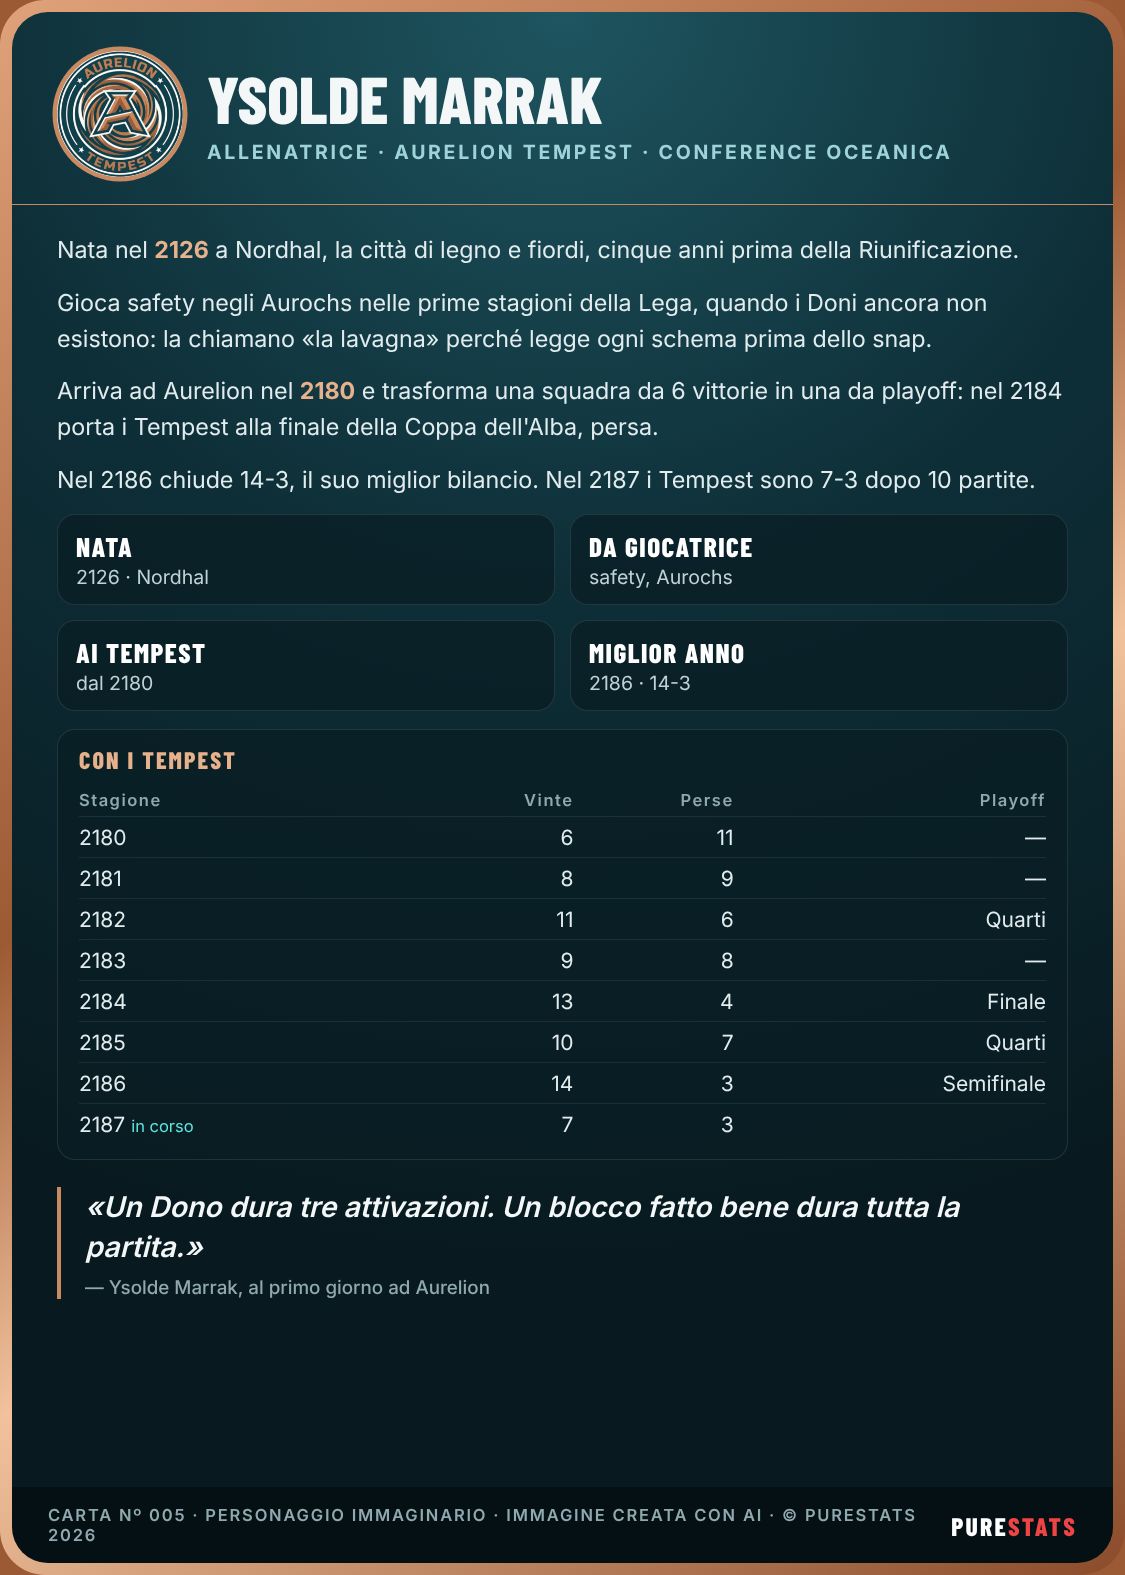 AURELION
A
TEMPEST
YSOLDE MARRAK
ALLENATRICE · AURELION TEMPEST · CONFERENCE OCEANICA
Nata nel 2126 a Nordhal, la città di legno e fiordi, cinque anni prima della Riunificazione.
Gioca safety negli Aurochs nelle prime stagioni della Lega, quando i Doni ancora non
esistono: la chiamano «la lavagna» perché legge ogni schema prima dello snap.
Arriva ad Aurelion nel 2180 e trasforma una squadra da 6 vittorie in una da playoff: nel 2184
porta i Tempest alla finale della Coppa dell'Alba, persa.
Nel 2186 chiude 14-3, il suo miglior bilancio. Nel 2187 i Tempest sono 7-3 dopo 10 partite.
NATA
2126 · Nordhal
DA GIOCATRICE
safety, Aurochs
AI TEMPEST
dal 2180
MIGLIOR ANNO
2186 · 14-3
CON I TEMPEST
Stagione Vinte Perse Playoff
2180 6 11 —
2181 8 9 —
2182 11 6 Quarti
2183 9 8 —
2184 13 4 Finale
2185 10 7 Quarti
2186 14 3 Semifinale
2187 in corso 7 3
«Un Dono dura tre attivazioni. Un blocco fatto bene dura tutta la
partita.»
— Ysolde Marrak, al primo giorno ad Aurelion
CARTA Nº 005 · PERSONAGGIO IMMAGINARIO · IMMAGINE CREATA CON AI · © PURESTATS
2026
PURESTATS